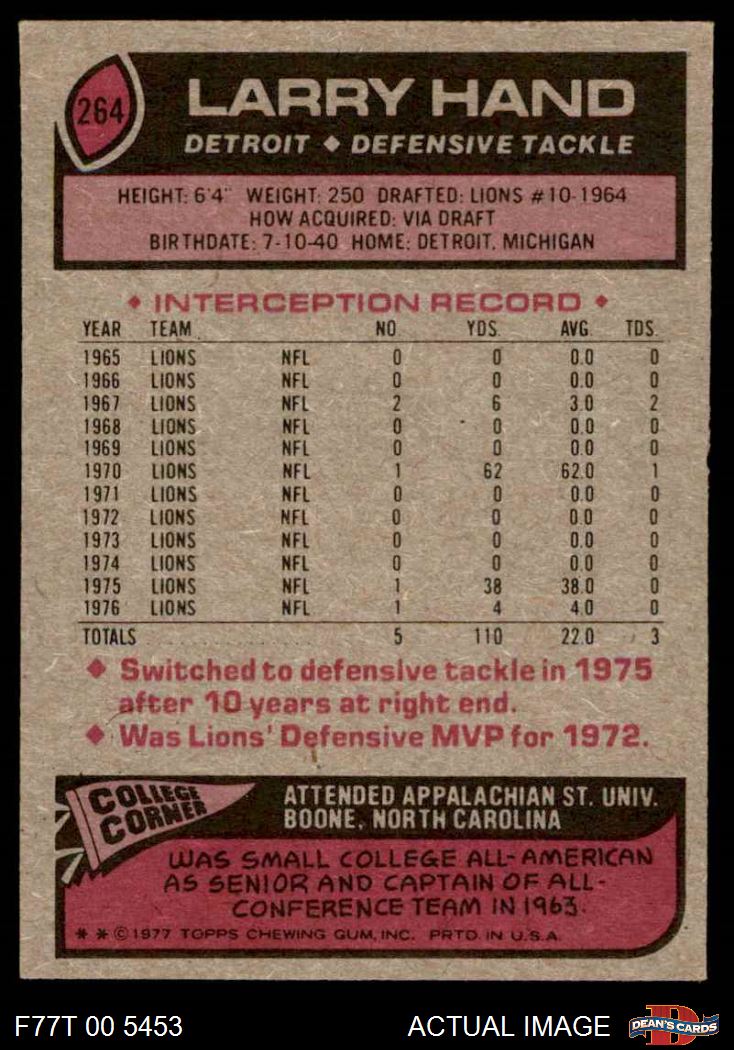 264
LARRY HAND
DETROIT ♦ DEFENSIVE TACKLE
HEIGHT: 6'4" WEIGHT: 250 DRAFTED: LIONS #10-1964
HOW ACQUIRED: VIA DRAFT
BIRTHDATE: 7-10-40 HOME: DETROIT, MICHIGAN
♦ INTERCEPTION RECORD ♦
YEAR TEAM NO. YDS. AVG. TDS.
1965 LIONS NFL 0 0 0.0 0
1966 LIONS NFL 0 0 0.0 0
1967 LIONS NFL 2 6 3.0 2
1968 LIONS NFL 0 0 0.0 0
1969 LIONS NFL 0 0 0.0 0
1970 LIONS NFL 1 62 62.0 1
1971 LIONS NFL 0 0 0.0 0
1972 LIONS NFL 0 0 0.0 0
1973 LIONS NFL 0 0 0.0 0
1974 LIONS NFL 0 0 0.0 0
1975 LIONS NFL 1 38 38.0 0
1976 LIONS NFL 1 4 4.0 0
TOTALS 5 110 22.0 3
♦ Switched to defensive tackle in 1975
after 10 years at right end.
♦ Was Lions' Defensive MVP for 1972.
COLLEGE
CORNER
ATTENDED APPALACHIAN ST. UNIV.
BOONE, NORTH CAROLINA
WAS SMALL COLLEGE ALL-AMERICAN
AS SENIOR AND CAPTAIN OF ALL-
CONFERENCE TEAM IN 1963.
* * © 1977 TOPPS CHEWING GUM, INC. PRTD. IN U.S.A.
F77T 00 5453 ACTUAL IMAGE
D
DEAN'S CARDS